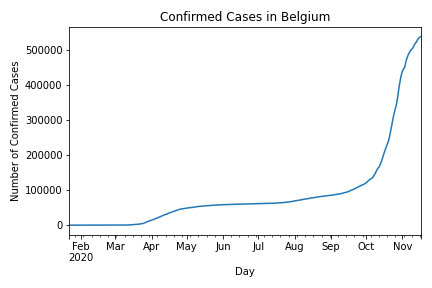 Confirmed Cases in Belgium
Number of Confirmed Cases
500000
400000
300000
200000
100000
0
Feb Mar Apr May Jun Jul Aug Sep Oct Nov
2020
Day